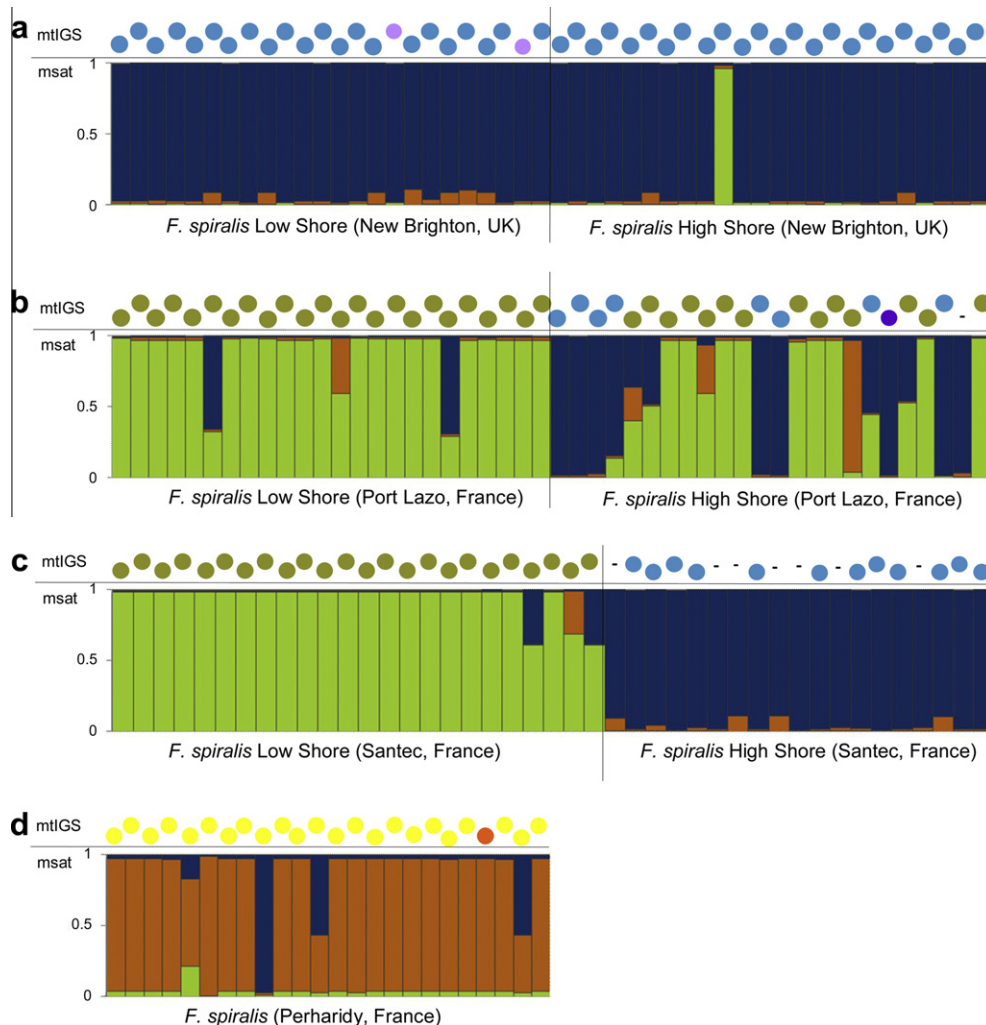 a
mtIGS
msat
1
0.5
0
F. spiralis Low Shore (New Brighton, UK) F. spiralis High Shore (New Brighton, UK)
b
mtIGS
-
msat
1
0.5
0
F. spiralis Low Shore (Port Lazo, France) F. spiralis High Shore (Port Lazo, France)
c
mtIGS
- - - - - - -
msat
1
0.5
0
F. spiralis Low Shore (Santec, France) F. spiralis High Shore (Santec, France)
d
mtIGS
msat
1
0.5
0
F. spiralis (Perharidy, France)